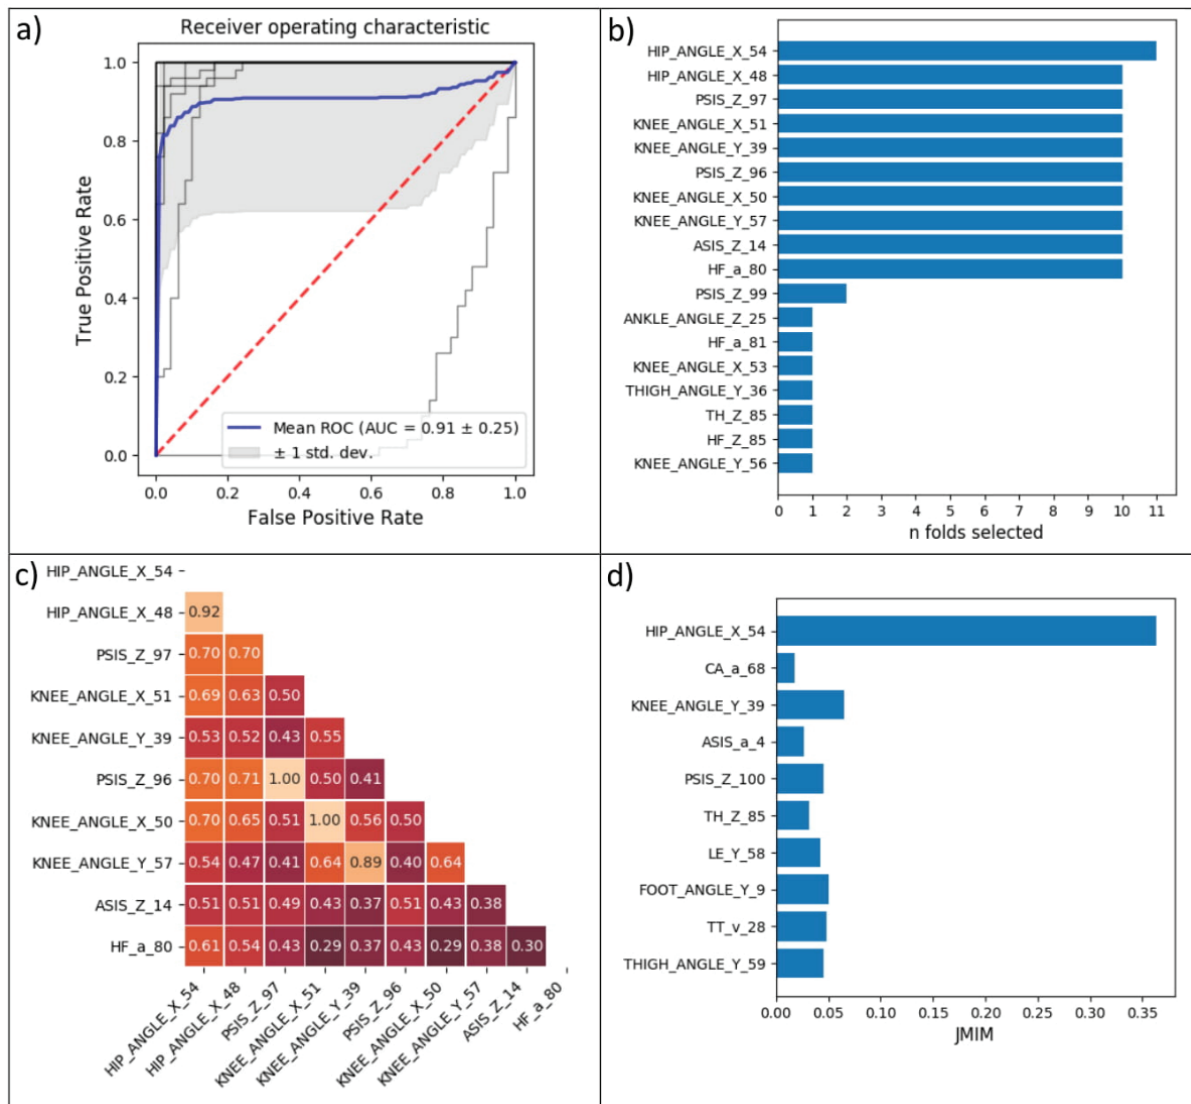 a)
Receiver operating characteristic
1.0
0.8
0.6
0.4
0.2
0.0
True Positive Rate
Mean ROC (AUC = 0.91 ± 0.25)
± 1 std. dev.
0.0 0.2 0.4 0.6 0.8 1.0
False Positive Rate
b)
HIP_ANGLE_X_54
HIP_ANGLE_X_48
PSIS_Z_97
KNEE_ANGLE_X_51
KNEE_ANGLE_Y_39
PSIS_Z_96
KNEE_ANGLE_X_50
KNEE_ANGLE_Y_57
ASIS_Z_14
HF_a_80
PSIS_Z_99
ANKLE_ANGLE_Z_25
HF_a_81
KNEE_ANGLE_X_53
THIGH_ANGLE_Y_36
TH_Z_85
HF_Z_85
KNEE_ANGLE_Y_56
0 1 2 3 4 5 6 7 8 9 10 11
n folds selected
c)
HIP_ANGLE_X_54
HIP_ANGLE_X_48 0.92
PSIS_Z_97 0.70 0.70
KNEE_ANGLE_X_51 0.69 0.63 0.50
KNEE_ANGLE_Y_39 0.53 0.52 0.43 0.55
PSIS_Z_96 0.70 0.71 1.00 0.50 0.41
KNEE_ANGLE_X_50 0.70 0.65 0.51 1.00 0.56 0.50
KNEE_ANGLE_Y_57 0.54 0.47 0.41 0.64 0.89 0.40 0.64
ASIS_Z_14 0.51 0.51 0.49 0.43 0.37 0.51 0.43 0.38
HF_a_80 0.61 0.54 0.43 0.29 0.37 0.43 0.29 0.38 0.30
HIP_ANGLE_X_54
HIP_ANGLE_X_48
PSIS_Z_97
KNEE_ANGLE_X_51
KNEE_ANGLE_Y_39
PSIS_Z_96
KNEE_ANGLE_X_50
KNEE_ANGLE_Y_57
ASIS_Z_14
HF_a_80
d)
HIP_ANGLE_X_54
CA_a_68
KNEE_ANGLE_Y_39
ASIS_a_4
PSIS_Z_100
TH_Z_85
LE_Y_58
FOOT_ANGLE_Y_9
TT_v_28
THIGH_ANGLE_Y_59
0.00 0.05 0.10 0.15 0.20 0.25 0.30 0.35
JMIM